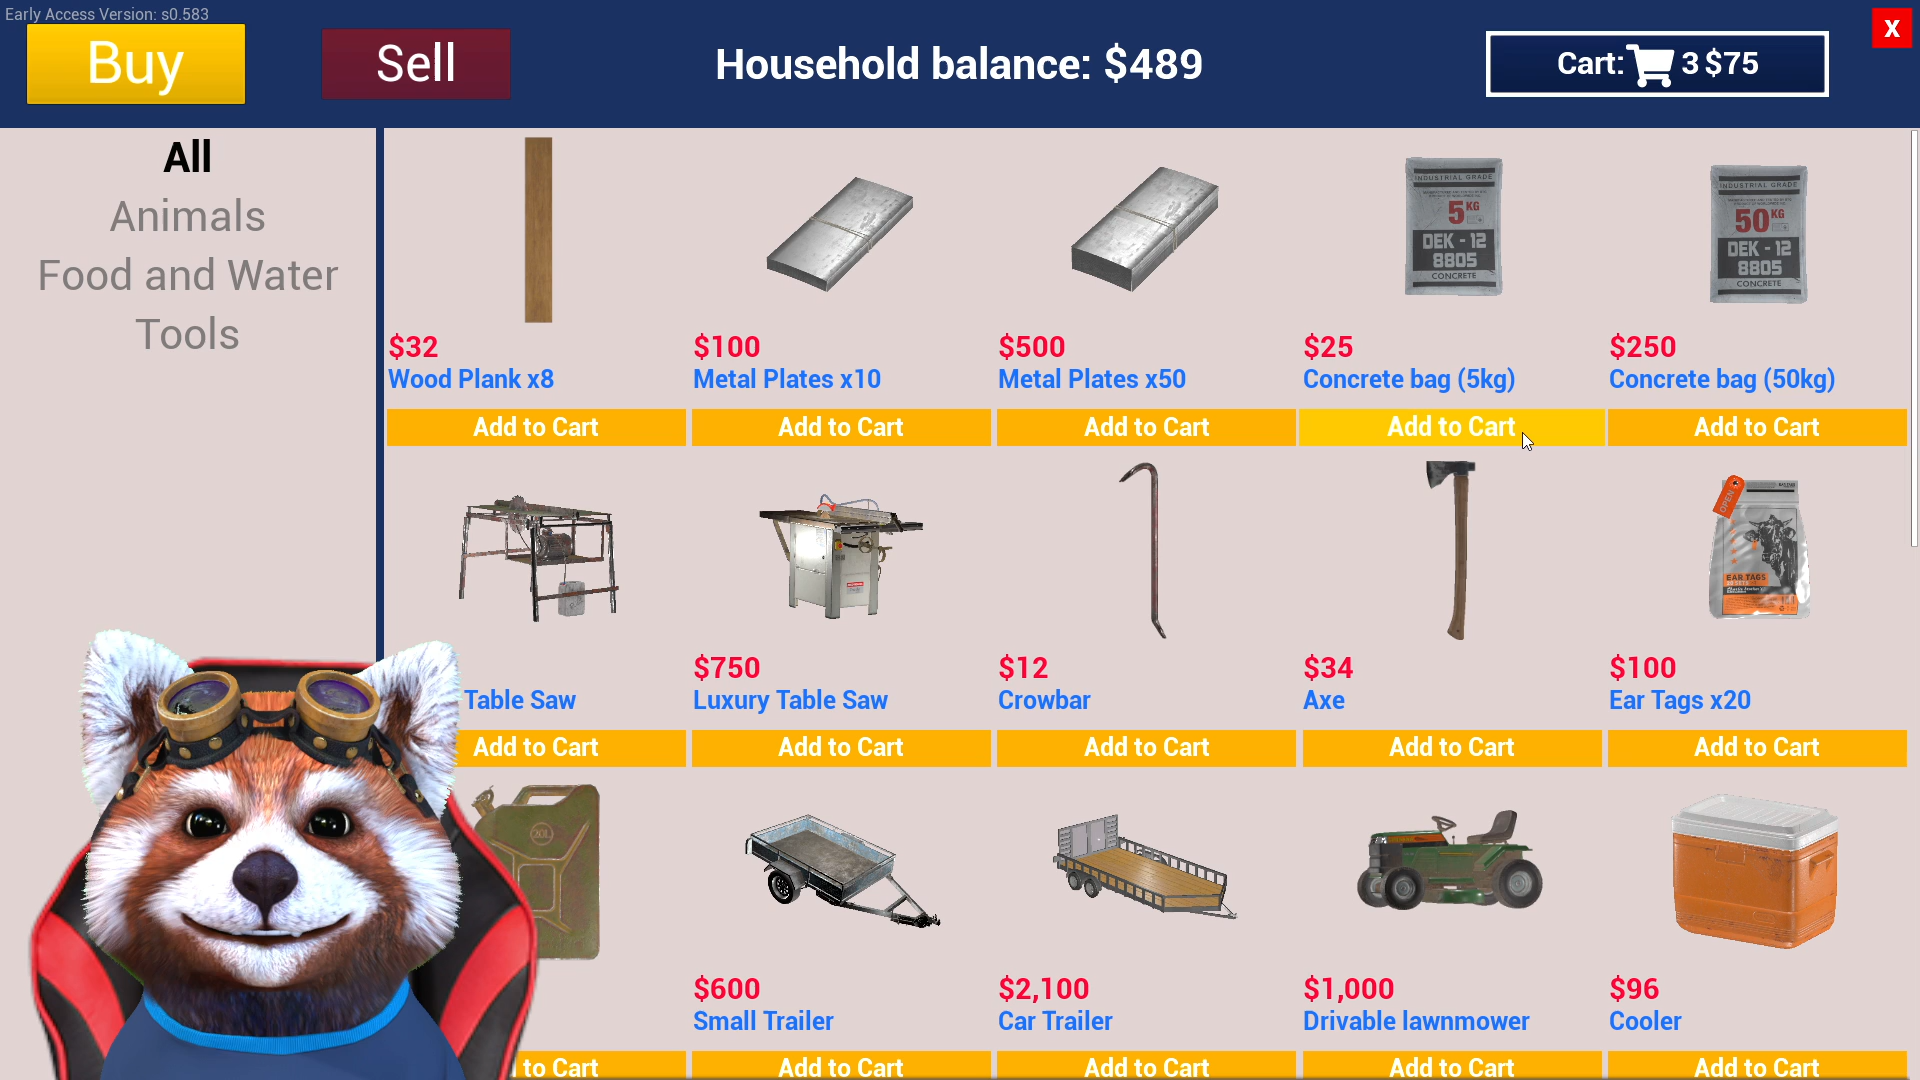 Early Access Version: s0.583
Buy
Sell
Household balance: $489
Cart: 3 $75
X
All
Animals
Food and Water
Tools
INDUSTRIAL GRADE
5KG
DEK - 12
8805
CONCRETE
INDUSTRIAL GRADE
50KG
DEK - 12
8805
CONCRETE
$32
$100
$500
$25
$250
Wood Plank x8
Metal Plates x10
Metal Plates x50
Concrete bag (5kg)
Concrete bag (50kg)
Add to Cart
Add to Cart
Add to Cart
Add to Cart
Add to Cart
OPEN
EAR TAGS
$750
$12
$34
$100
Table Saw
Luxury Table Saw
Crowbar
Axe
Ear Tags x20
Add to Cart
Add to Cart
Add to Cart
Add to Cart
Add to Cart
20L
$600
$2,100
$1,000
$96
Small Trailer
Car Trailer
Drivable lawnmower
Cooler
to Cart
Add to Cart
Add to Cart
Add to Cart
Add to Cart